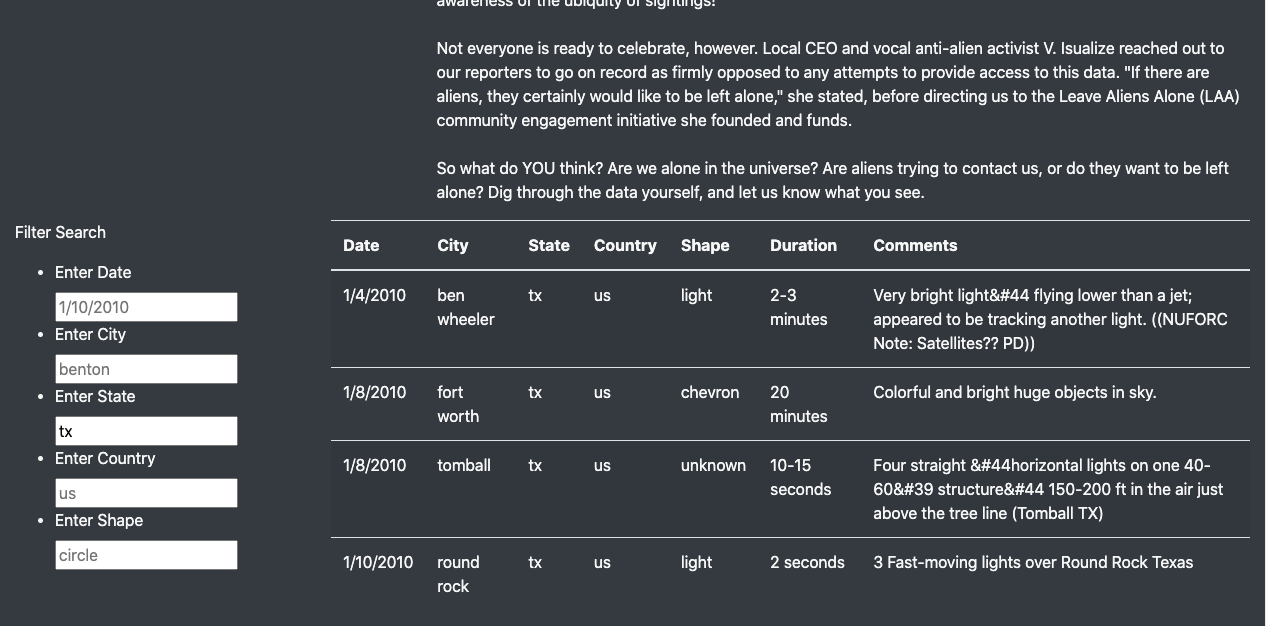 awareness of the ubiquity of sightings!
Not everyone is ready to celebrate, however. Local CEO and vocal anti-alien activist V. Isualize reached out to
our reporters to go on record as firmly opposed to any attempts to provide access to this data. "If there are
aliens, they certainly would like to be left alone," she stated, before directing us to the Leave Aliens Alone (LAA)
community engagement initiative she founded and funds.
So what do YOU think? Are we alone in the universe? Are aliens trying to contact us, or do they want to be left
alone? Dig through the data yourself, and let us know what you see.
Filter Search
Enter Date
1/10/2010
Enter City
benton
Enter State
tx
Enter Country
us
Enter Shape
circle
Date City State Country Shape Duration Comments
1/4/2010 ben tx us light 2-3 Very bright light&#44 flying lower than a jet;
wheeler minutes appeared to be tracking another light. ((NUFORC
Note: Satellites?? PD))
1/8/2010 fort tx us chevron 20 Colorful and bright huge objects in sky.
worth minutes
1/8/2010 tomball tx us unknown 10-15 Four straight &#44horizontal lights on one 40-
seconds 60&#39 structure&#44 150-200 ft in the air just
above the tree line (Tomball TX)
1/10/2010 round tx us light 2 seconds 3 Fast-moving lights over Round Rock Texas
rock